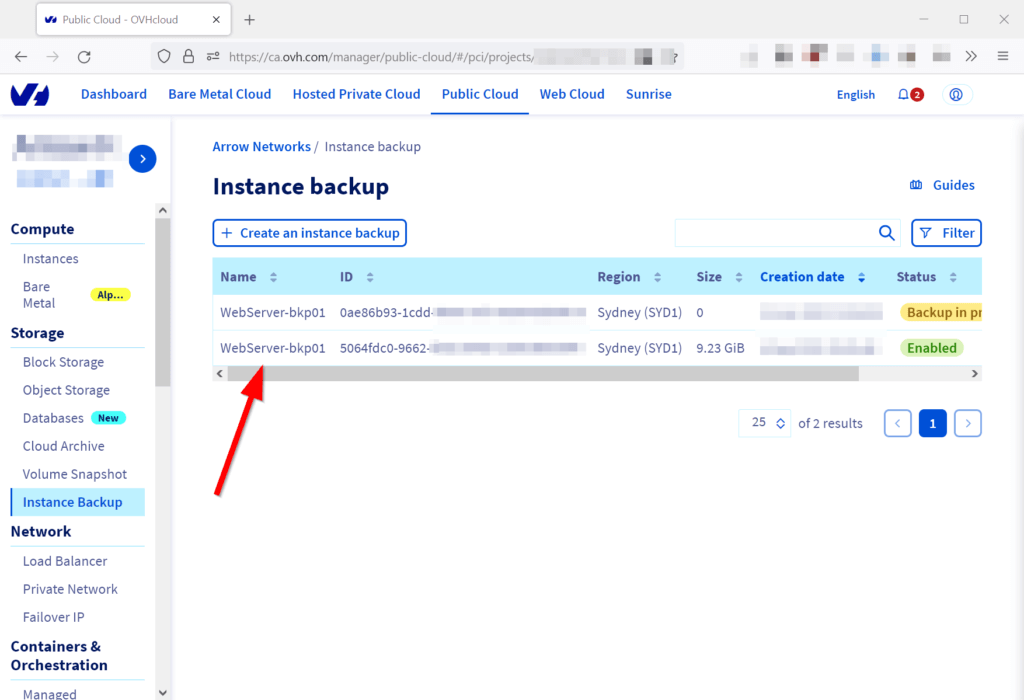 Public Cloud - OVHcloud
https://ca.ovh.com/manager/public-cloud/#/pci/projects/
Dashboard Bare Metal Cloud Hosted Private Cloud Public Cloud Web Cloud Sunrise English 2
Arrow Networks / Instance backup
Instance backup
Guides
+ Create an instance backup
Filter
Name ID Region Size Creation date Status
WebServer-bkp01 0ae86b93-1cdd- Sydney (SYD1) 0 Backup in pr
WebServer-bkp01 5064fdc0-9662- Sydney (SYD1) 9.23 GiB Enabled
25 of 2 results 1
Compute
Instances
Bare
Metal
Alp...
Storage
Block Storage
Object Storage
Databases New
Cloud Archive
Volume Snapshot
Instance Backup
Network
Load Balancer
Private Network
Failover IP
Containers &
Orchestration
Managed